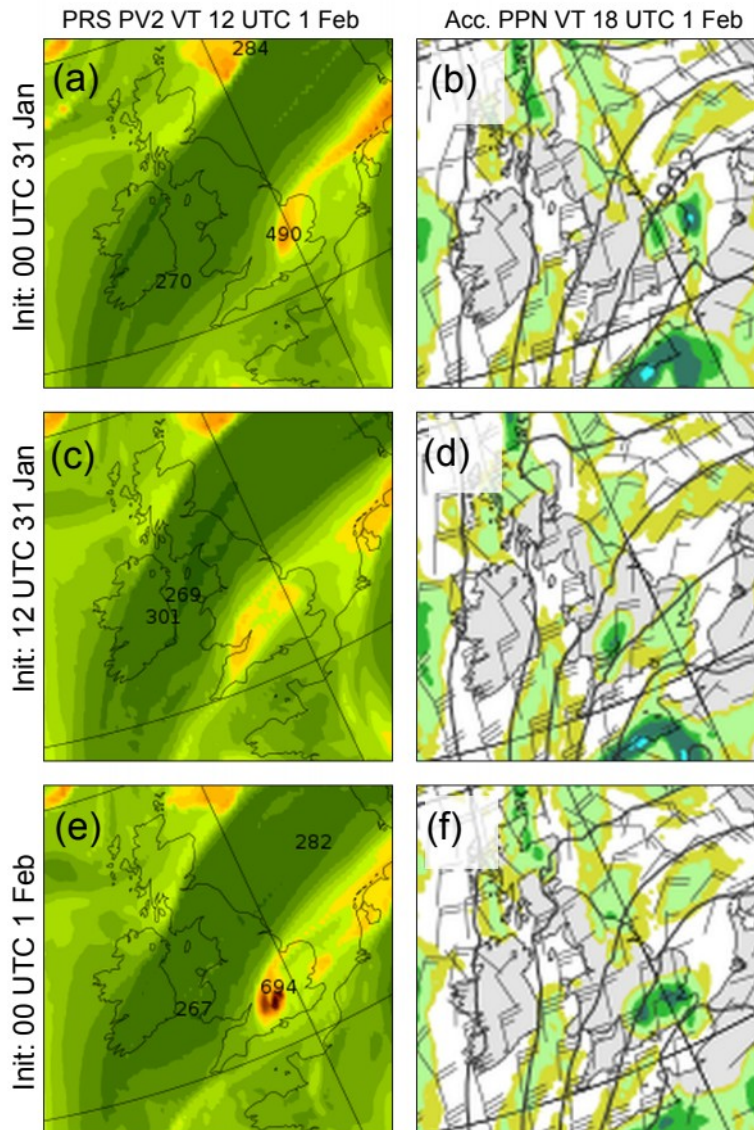 PRS PV2 VT 12 UTC 1 Feb
Acc. PPN VT 18 UTC 1 Feb
Init: 00 UTC 31 Jan
(a)
284
490
270
(b)
992
Init: 12 UTC 31 Jan
(c)
269
301
(d)
Init: 00 UTC 1 Feb
(e)
282
694
267
(f)